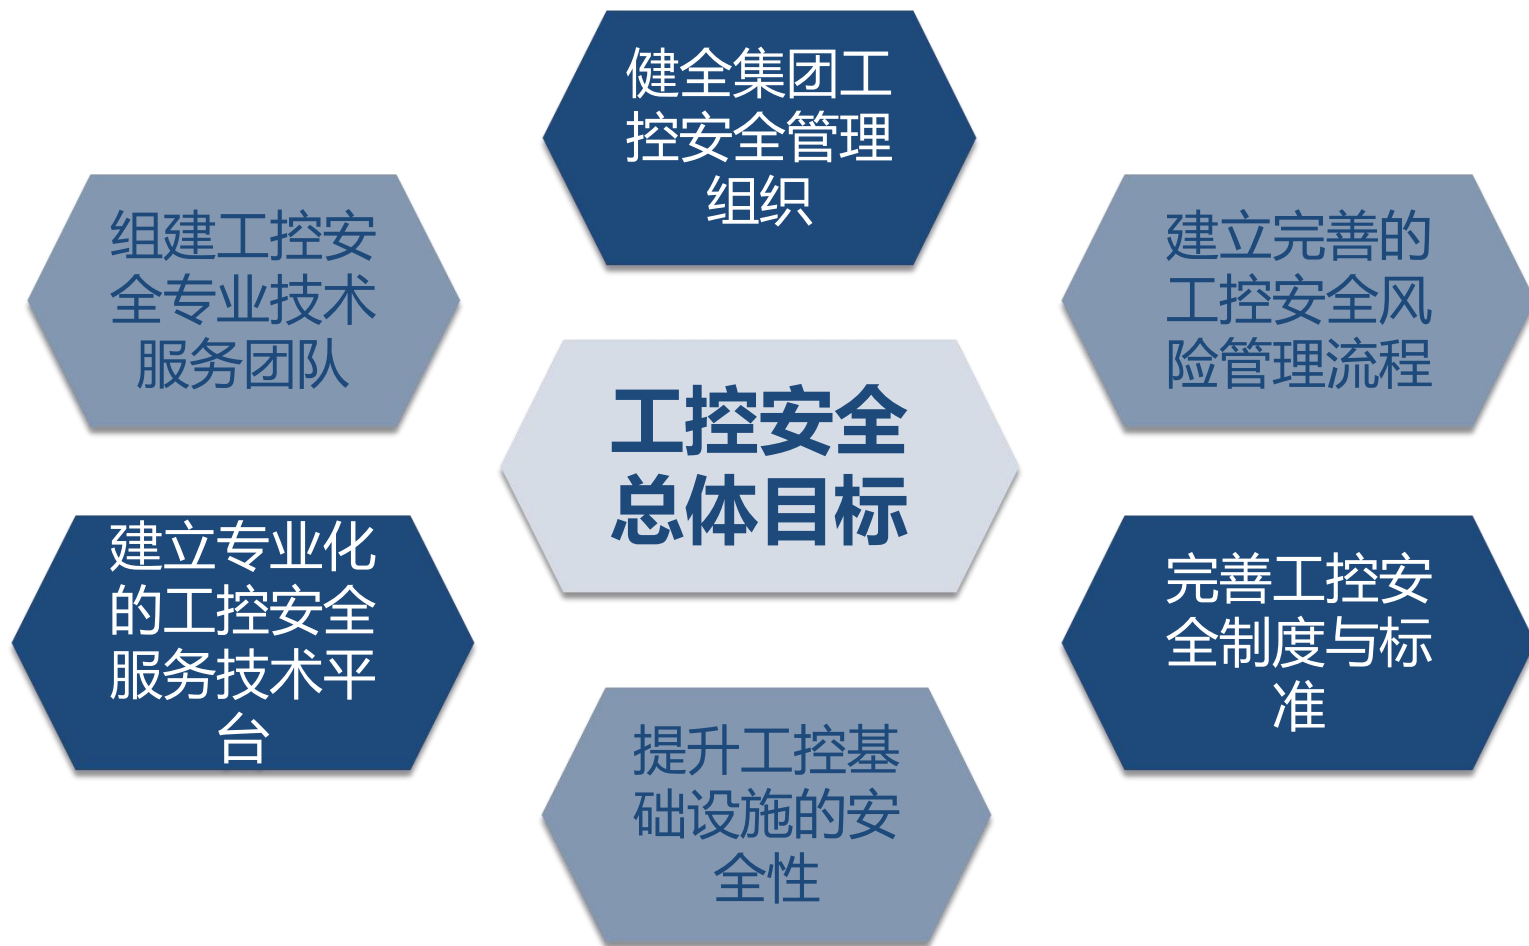 健全集团工
控安全管理
组织
组建工控安
全专业技术
服务团队
建立完善的
工控安全风
险管理流程
工控安全
总体目标
建立专业化
的工控安全
服务技术平
台
完善工控安
全制度与标
准
提升工控基
础设施的安
全性